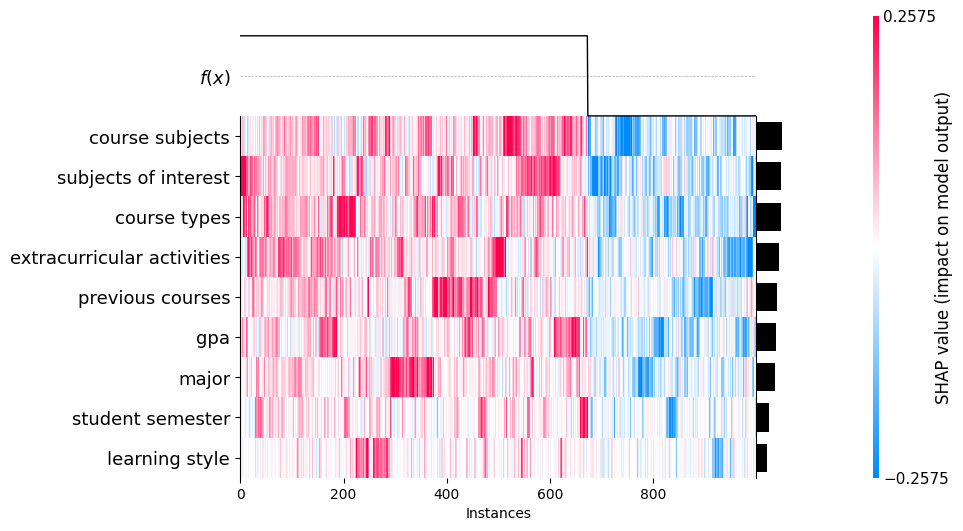 0.2575
f(x)
course subjects
subjects of interest
course types
extracurricular activities
previous courses
gpa
major
student semester
learning style
0 200 400 600 800
Instances
SHAP value (impact on model output)
−0.2575